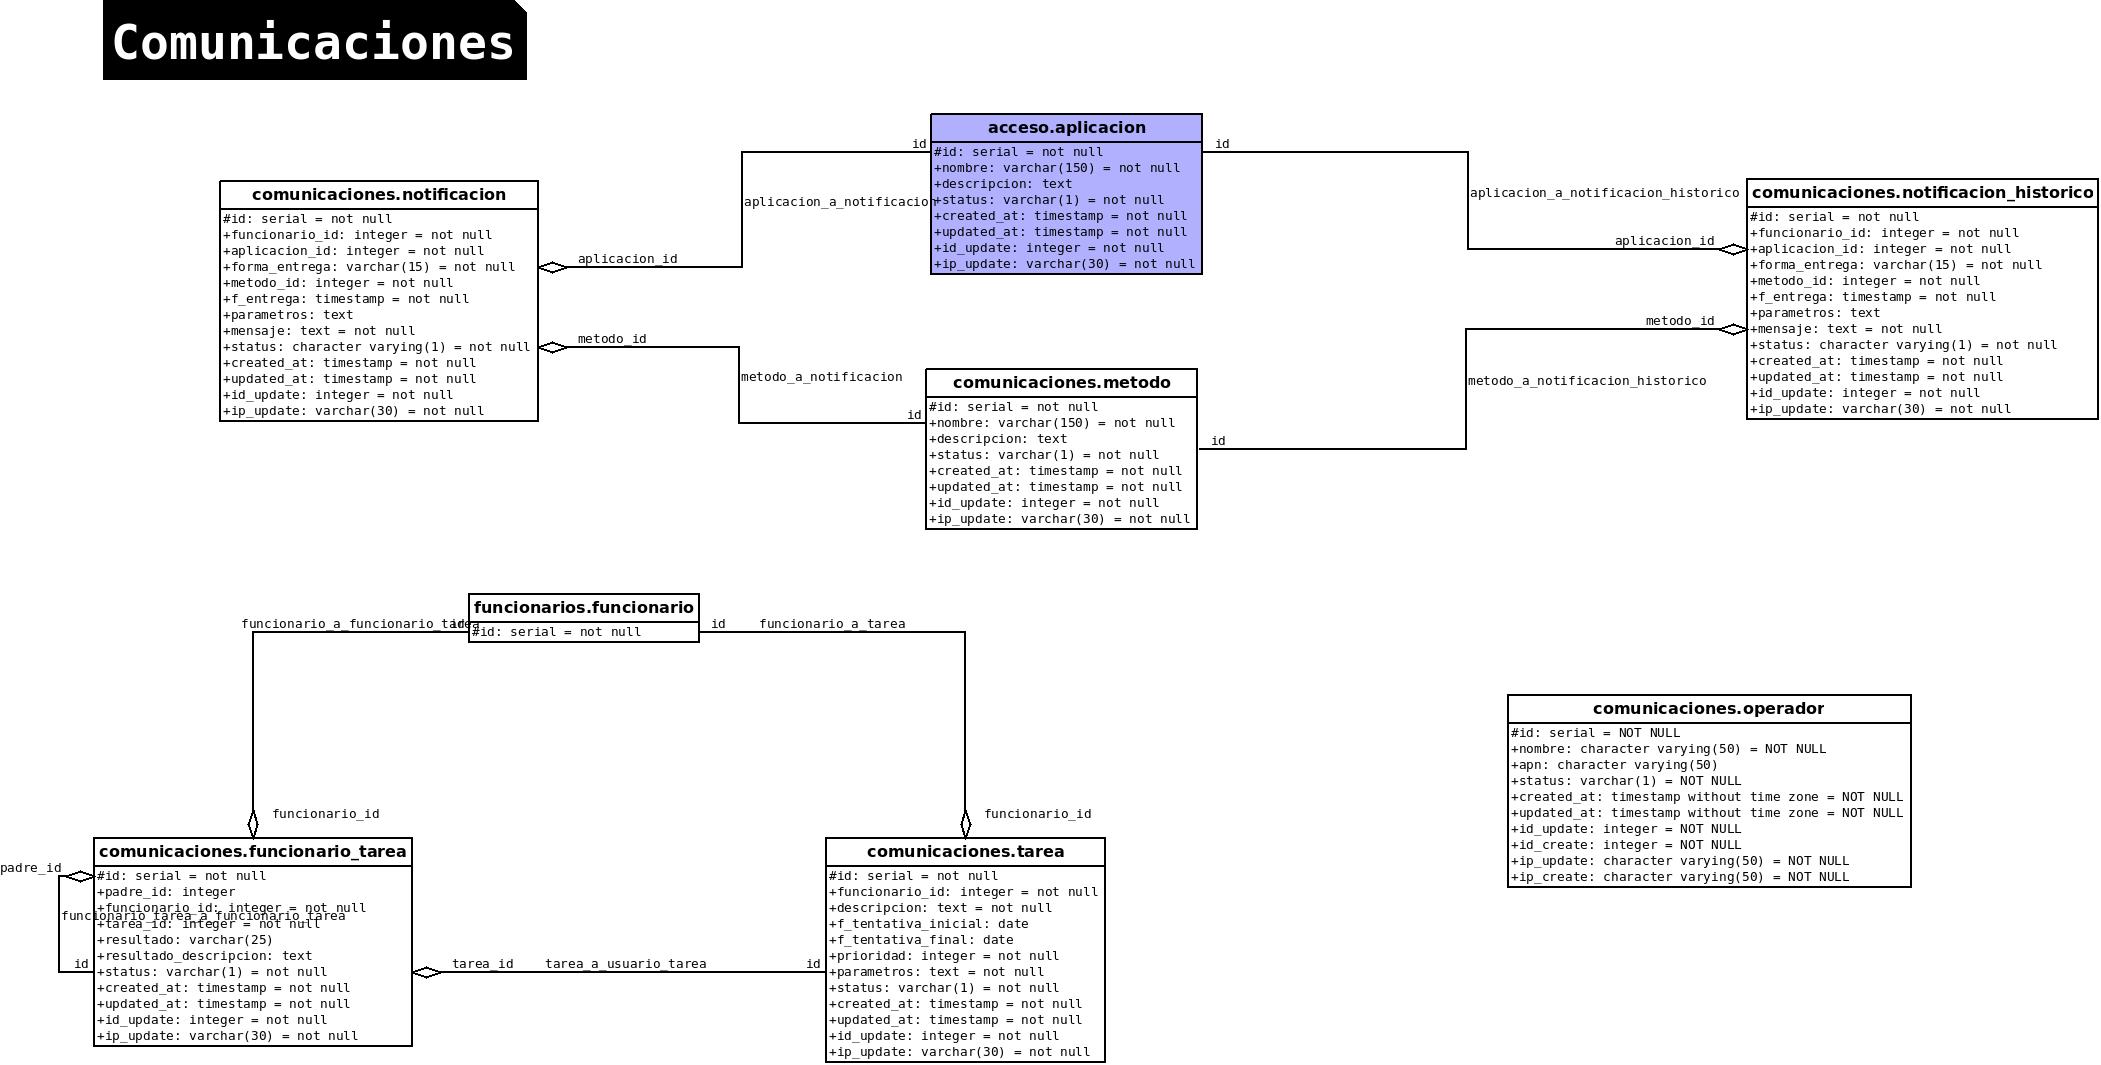 Comunicaciones
acceso.aplicacion
#id: serial = not null
+nombre: varchar(150) = not null
+descripcion: text
+status: varchar(1) = not null
+created_at: timestamp = not null
+updated_at: timestamp = not null
+id_update: integer = not null
+ip_update: varchar(30) = not null
id
aplicacion_a_notificacion
aplicacion_id
id
aplicacion_a_notificacion_historico
aplicacion_id
comunicaciones.notificacion
#id: serial = not null
+funcionario_id: integer = not null
+aplicacion_id: integer = not null
+forma_entrega: varchar(15) = not null
+metodo_id: integer = not null
+f_entrega: timestamp = not null
+parametros: text
+mensaje: text = not null
+status: character varying(1) = not null
+created_at: timestamp = not null
+updated_at: timestamp = not null
+id_update: integer = not null
+ip_update: varchar(30) = not null
comunicaciones.notificacion_historico
#id: serial = not null
+funcionario_id: integer = not null
+aplicacion_id: integer = not null
+forma_entrega: varchar(15) = not null
+metodo_id: integer = not null
+f_entrega: timestamp = not null
+parametros: text
+mensaje: text = not null
+status: character varying(1) = not null
+created_at: timestamp = not null
+updated_at: timestamp = not null
+id_update: integer = not null
+ip_update: varchar(30) = not null
metodo_id
metodo_a_notificacion
id
metodo_id
metodo_a_notificacion_historico
id
comunicaciones.metodo
#id: serial = not null
+nombre: varchar(150) = not null
+descripcion: text
+status: varchar(1) = not null
+created_at: timestamp = not null
+updated_at: timestamp = not null
+id_update: integer = not null
+ip_update: varchar(30) = not null
funcionarios.funcionario
#id: serial = not null
funcionario_a_funcionario_tarea
id
id
funcionario_a_tarea
funcionario_id
funcionario_id
comunicaciones.operador
#id: serial = NOT NULL
+nombre: character varying(50) = NOT NULL
+apn: character varying(50)
+status: varchar(1) = NOT NULL
+created_at: timestamp without time zone = NOT NULL
+updated_at: timestamp without time zone = NOT NULL
+id_update: integer = NOT NULL
+id_create: integer = NOT NULL
+ip_update: character varying(50) = NOT NULL
+ip_create: character varying(50) = NOT NULL
comunicaciones.funcionario_tarea
#id: serial = not null
+padre_id: integer
+funcionario_id: integer = not null
+tarea_id: integer = not null
+resultado: varchar(25)
+resultado_descripcion: text
+status: varchar(1) = not null
+created_at: timestamp = not null
+updated_at: timestamp = not null
+id_update: integer = not null
+ip_update: varchar(30) = not null
padre_id
funcionario_tarea_a_funcionario_tarea
id
tarea_id
tarea_a_usuario_tarea
id
comunicaciones.tarea
#id: serial = not null
+funcionario_id: integer = not null
+descripcion: text = not null
+f_tentativa_inicial: date
+f_tentativa_final: date
+prioridad: integer = not null
+parametros: text = not null
+status: varchar(1) = not null
+created_at: timestamp = not null
+updated_at: timestamp = not null
+id_update: integer = not null
+ip_update: varchar(30) = not null